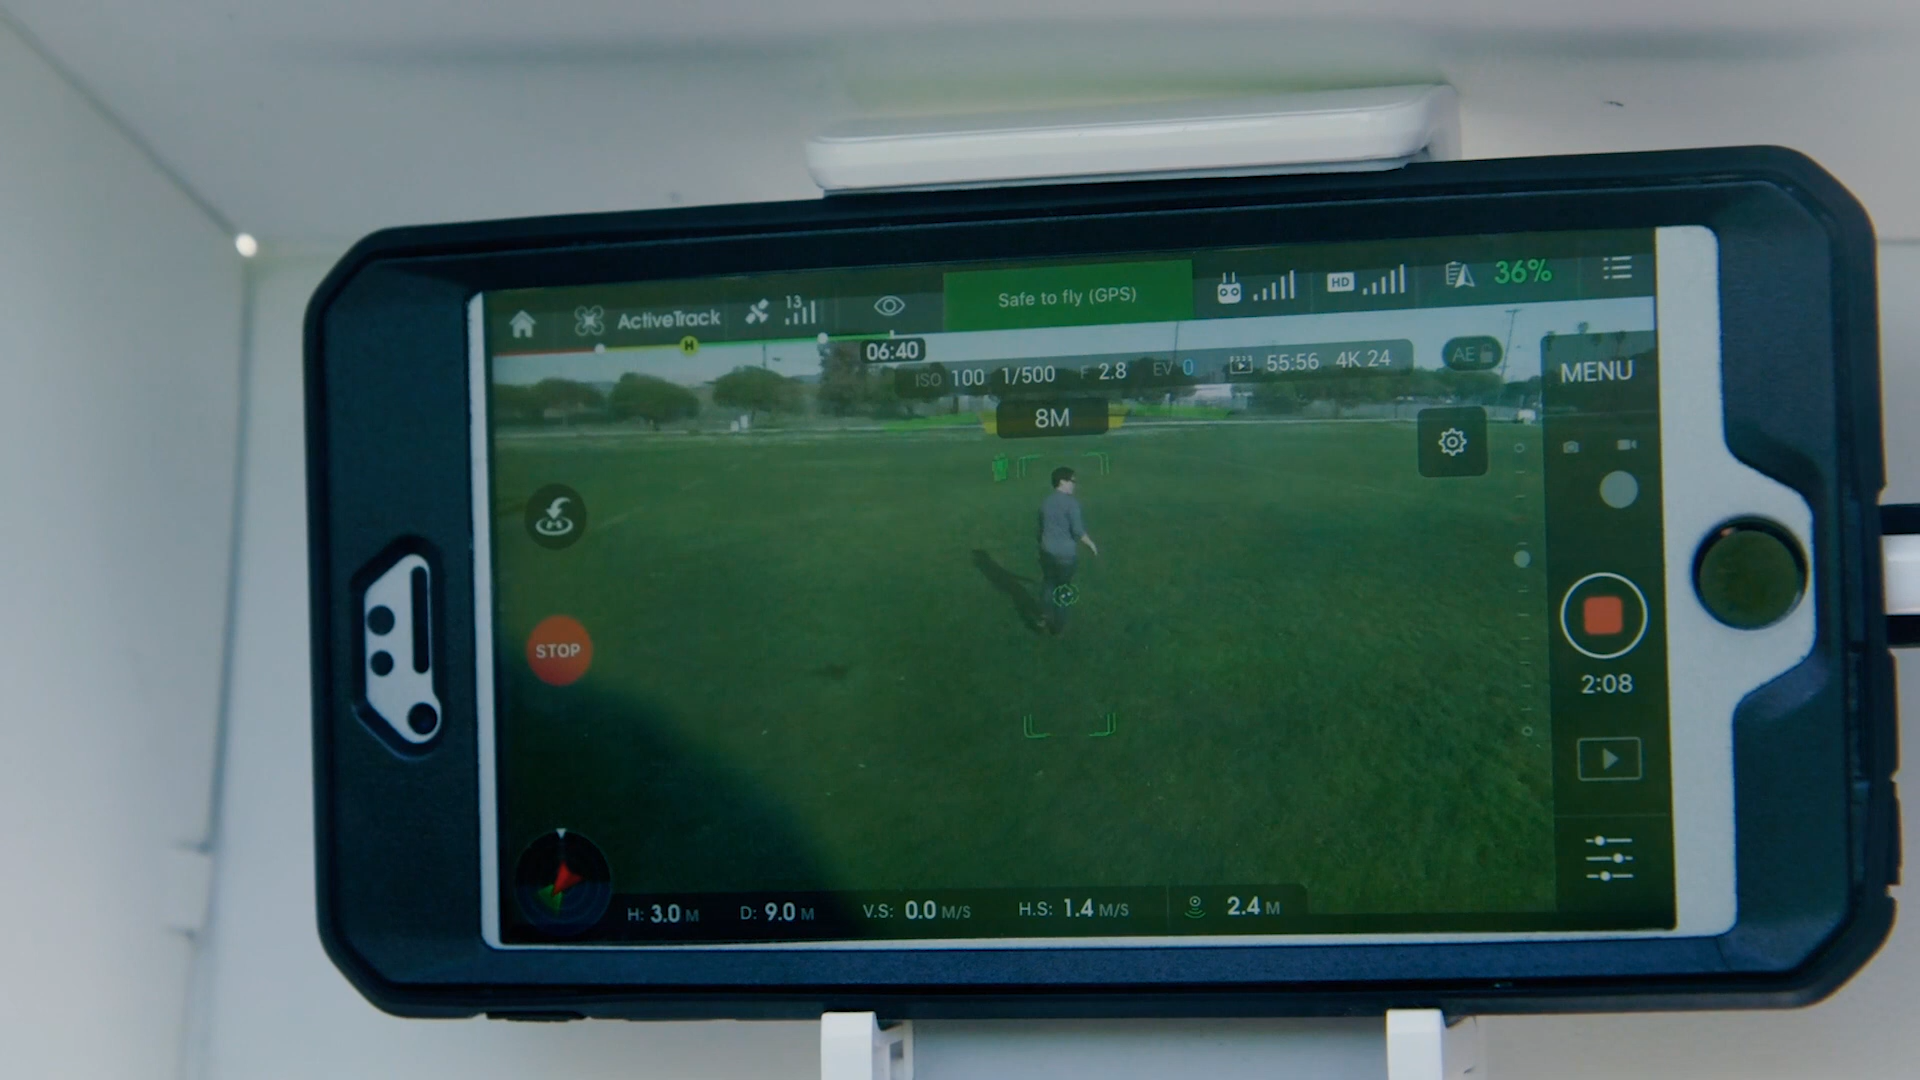 ActiveTrack 13 Safe to fly (GPS) HD 36%
H
06:40
ISO 100 1/500 F 2.8 EV 0 55:56 4K 24 AE
MENU
8M
STOP
2:08
H: 3.0 M D: 9.0 M V.S: 0.0 M/S H.S: 1.4 M/S 2.4 M